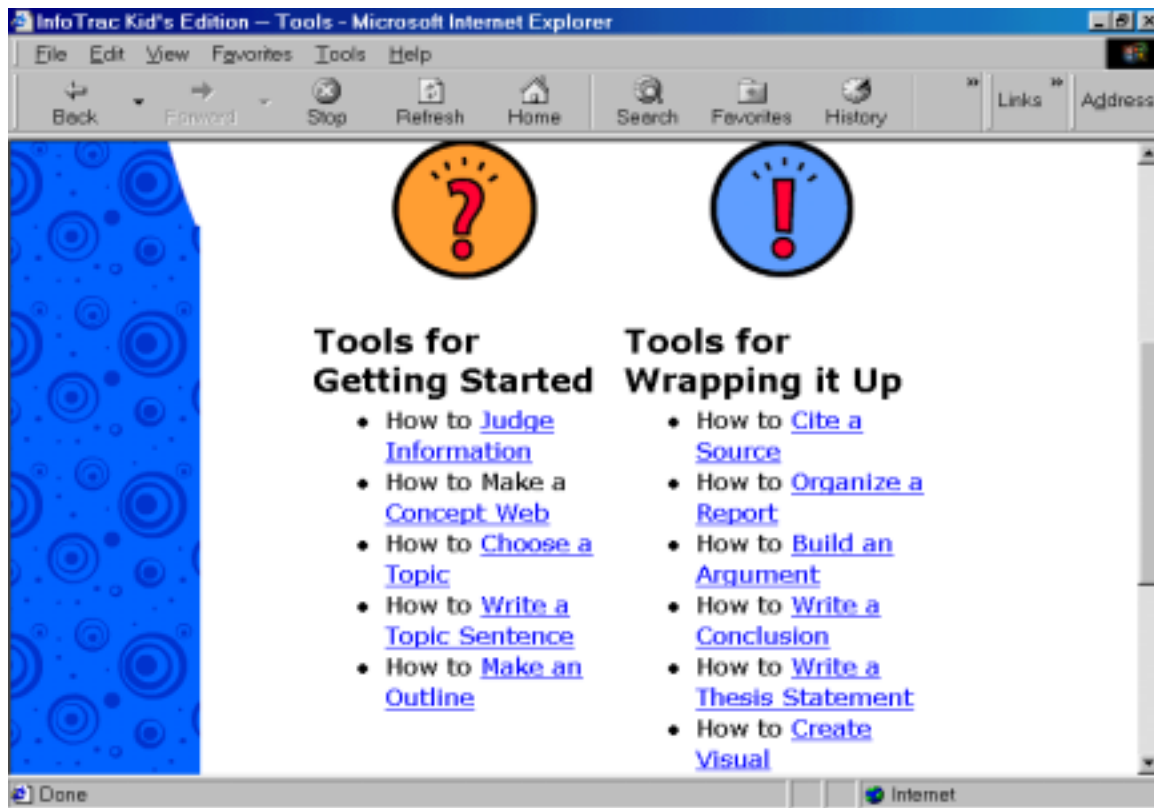 InfoTrac Kid's Edition — Tools - Microsoft Internet Explorer
File Edit View Favorites Tools Help
Back Forward Stop Refresh Home Search Favorites History Links Address
?
!
Tools for
Getting Started
• How to Judge
Information
• How to Make a
Concept Web
• How to Choose a
Topic
• How to Write a
Topic Sentence
• How to Make an
Outline
Tools for
Wrapping it Up
• How to Cite a
Source
• How to Organize a
Report
• How to Build an
Argument
• How to Write a
Conclusion
• How to Write a
Thesis Statement
• How to Create
Visual
Done Internet